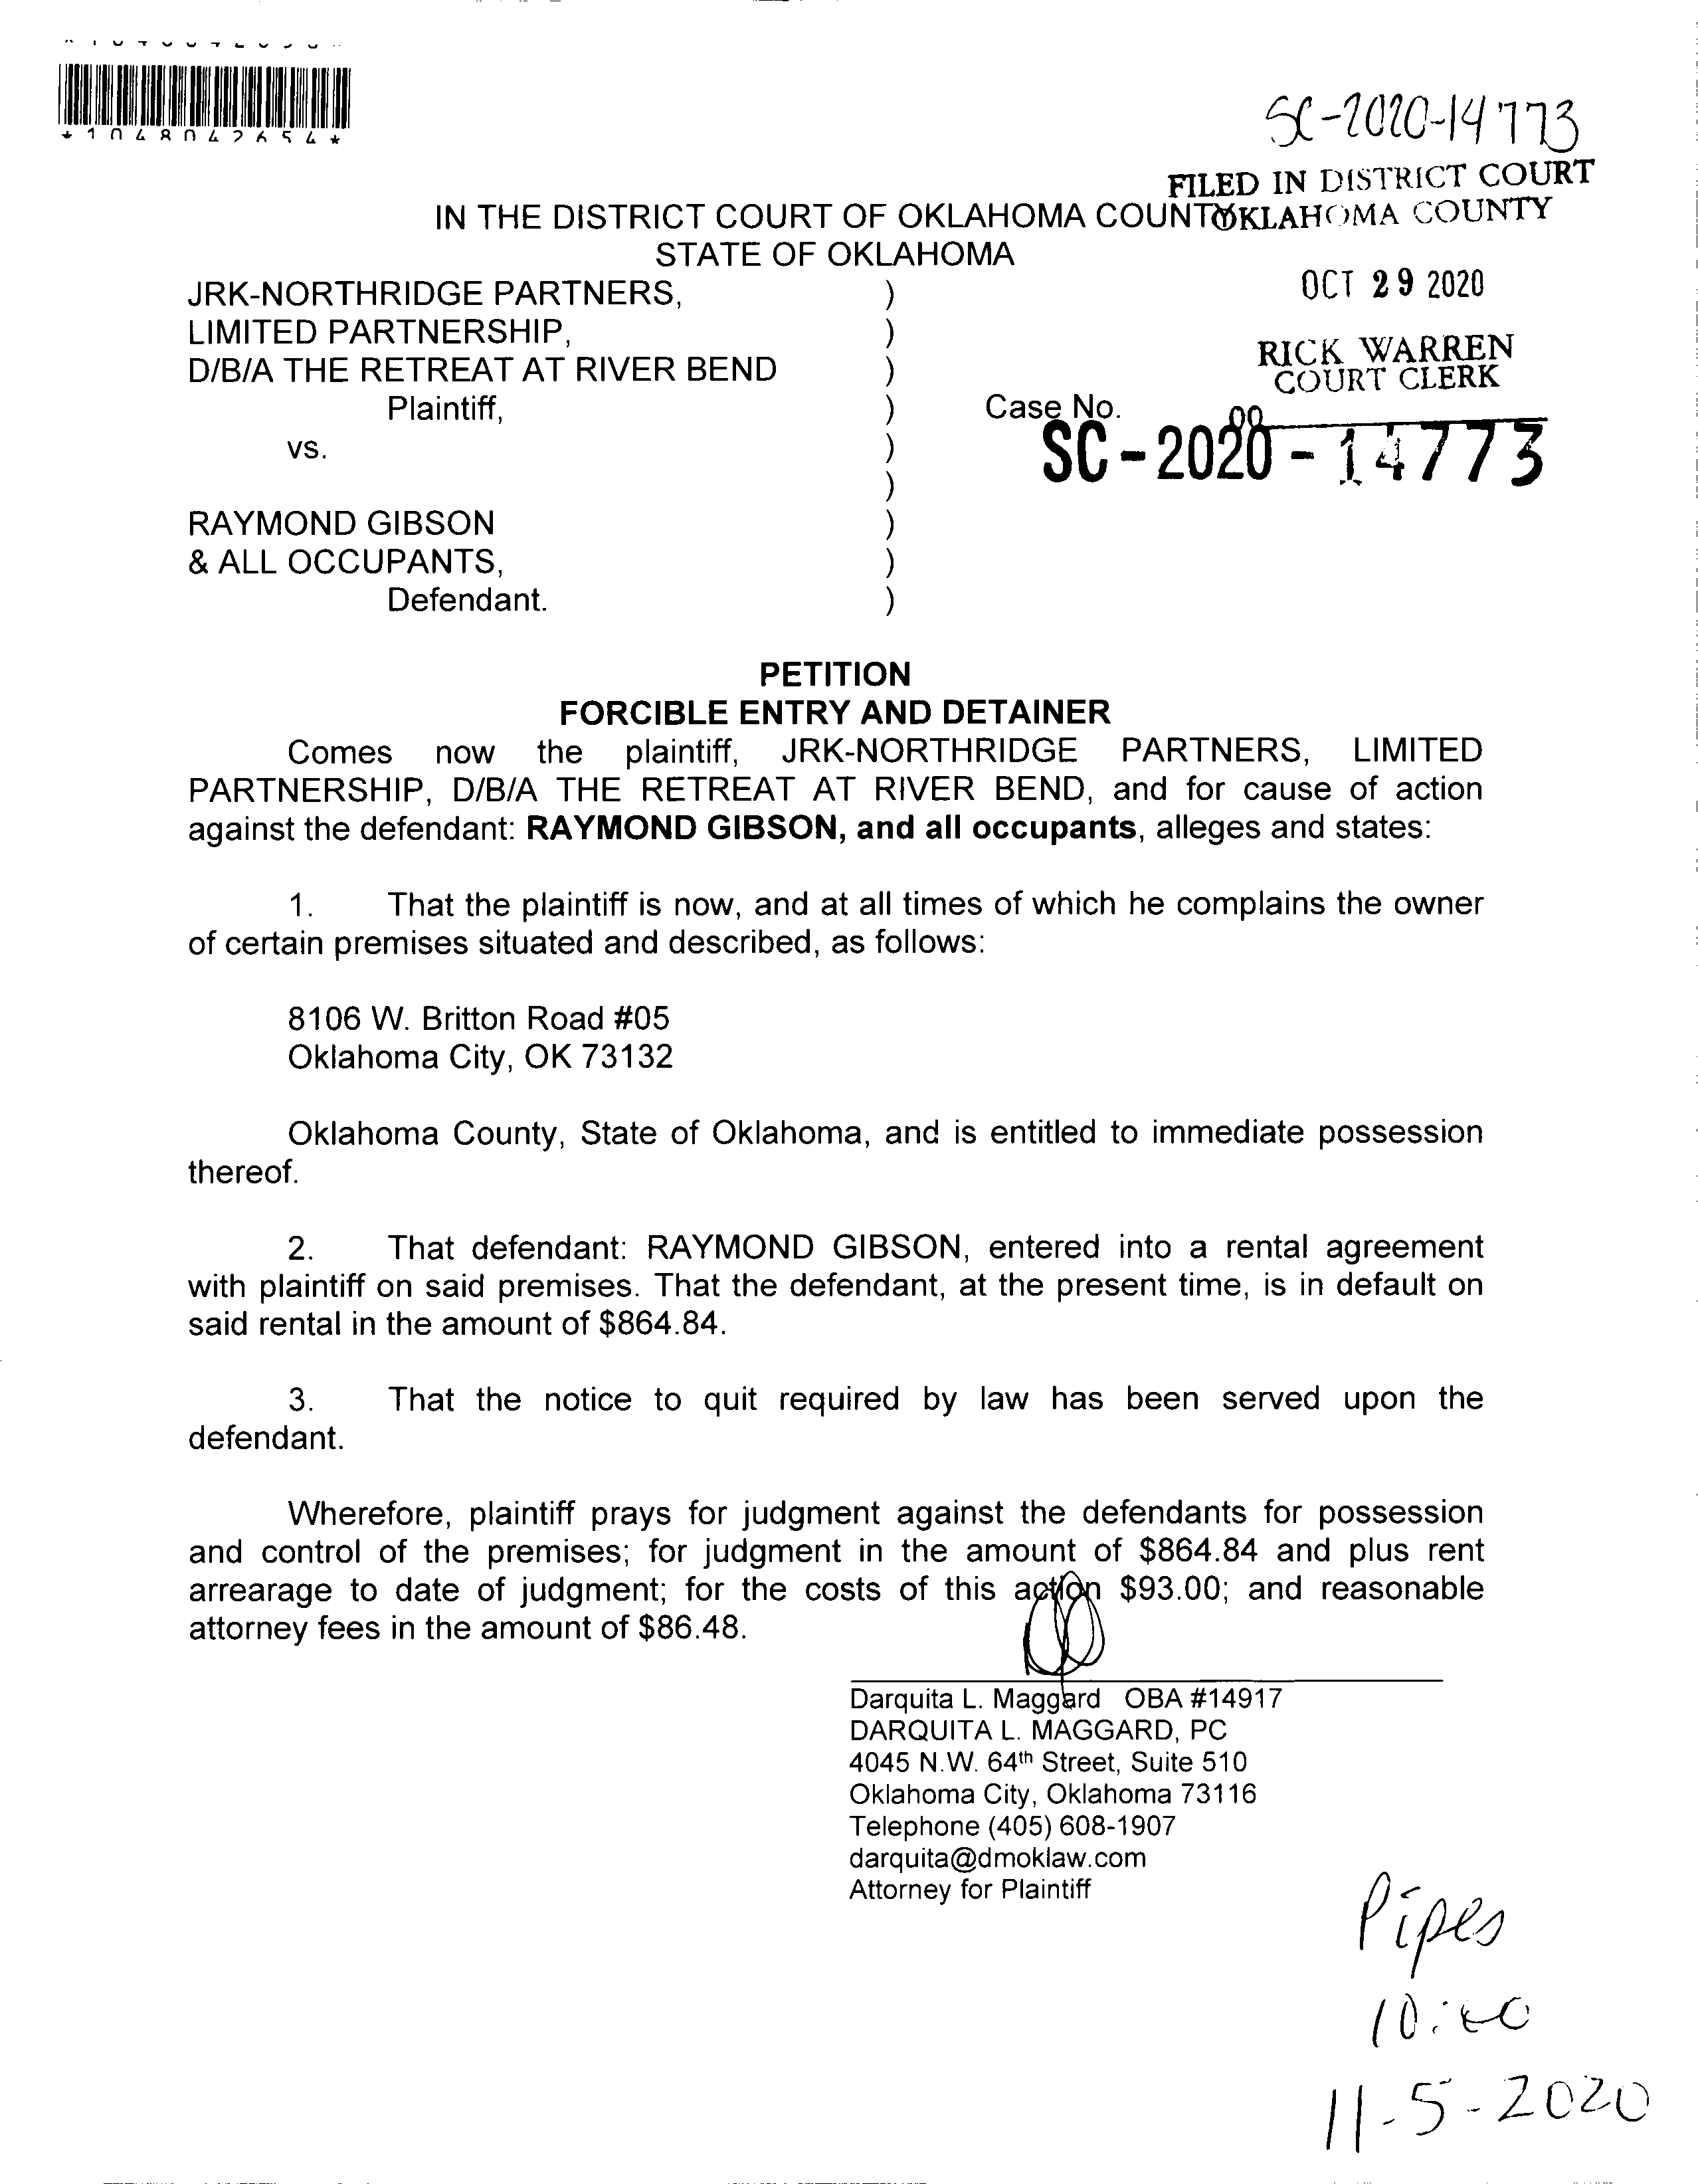 *1048042654*
SC-2020-14773
FILED IN DISTRICT COURT
OKLAHOMA COUNTY
IN THE DISTRICT COURT OF OKLAHOMA COUNTY
STATE OF OKLAHOMA
OCT 29 2020
RICK WARREN
COURT CLERK
JRK-NORTHRIDGE PARTNERS, )
LIMITED PARTNERSHIP, )
D/B/A THE RETREAT AT RIVER BEND )
Plaintiff, ) Case No.
vs. ) SC-2020-14773
)
RAYMOND GIBSON )
& ALL OCCUPANTS, )
Defendant. )
PETITION
FORCIBLE ENTRY AND DETAINER
Comes now the plaintiff, JRK-NORTHRIDGE PARTNERS, LIMITED
PARTNERSHIP, D/B/A THE RETREAT AT RIVER BEND, and for cause of action
against the defendant: RAYMOND GIBSON, and all occupants, alleges and states:
1. That the plaintiff is now, and at all times of which he complains the owner
of certain premises situated and described, as follows:
8106 W. Britton Road #05
Oklahoma City, OK 73132
Oklahoma County, State of Oklahoma, and is entitled to immediate possession
thereof.
2. That defendant: RAYMOND GIBSON, entered into a rental agreement
with plaintiff on said premises. That the defendant, at the present time, is in default on
said rental in the amount of $864.84.
3. That the notice to quit required by law has been served upon the
defendant.
Wherefore, plaintiff prays for judgment against the defendants for possession
and control of the premises; for judgment in the amount of $864.84 and plus rent
arrearage to date of judgment; for the costs of this action $93.00; and reasonable
attorney fees in the amount of $86.48.
Darquita L. Maggard OBA #14917
DARQUITA L. MAGGARD, PC
4045 N.W. 64th Street, Suite 510
Oklahoma City, Oklahoma 73116
Telephone (405) 608-1907
darquita@dmoklaw.com
Attorney for Plaintiff
Pipes
10:00
11-5-2020